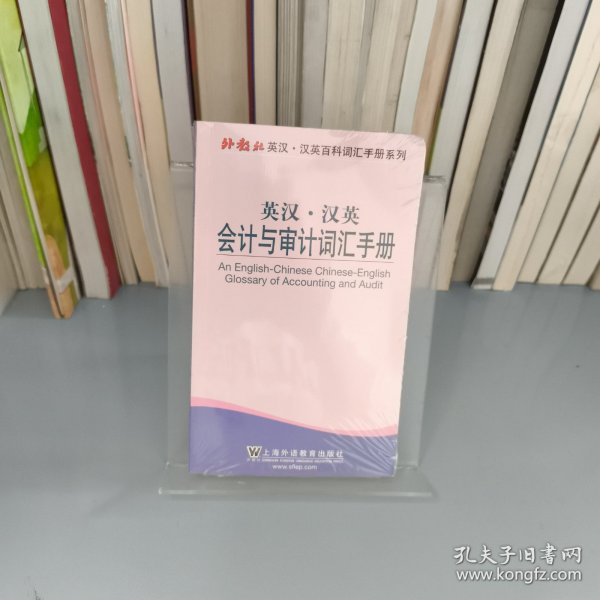 外教社 英汉·汉英百科词汇手册系列
英汉·汉英
会计与审计词汇手册
An English-Chinese Chinese-English
Glossary of Accounting and Audit
上海外语教育出版社
www.sflep.com
孔夫子旧书网
www.kongfz.com